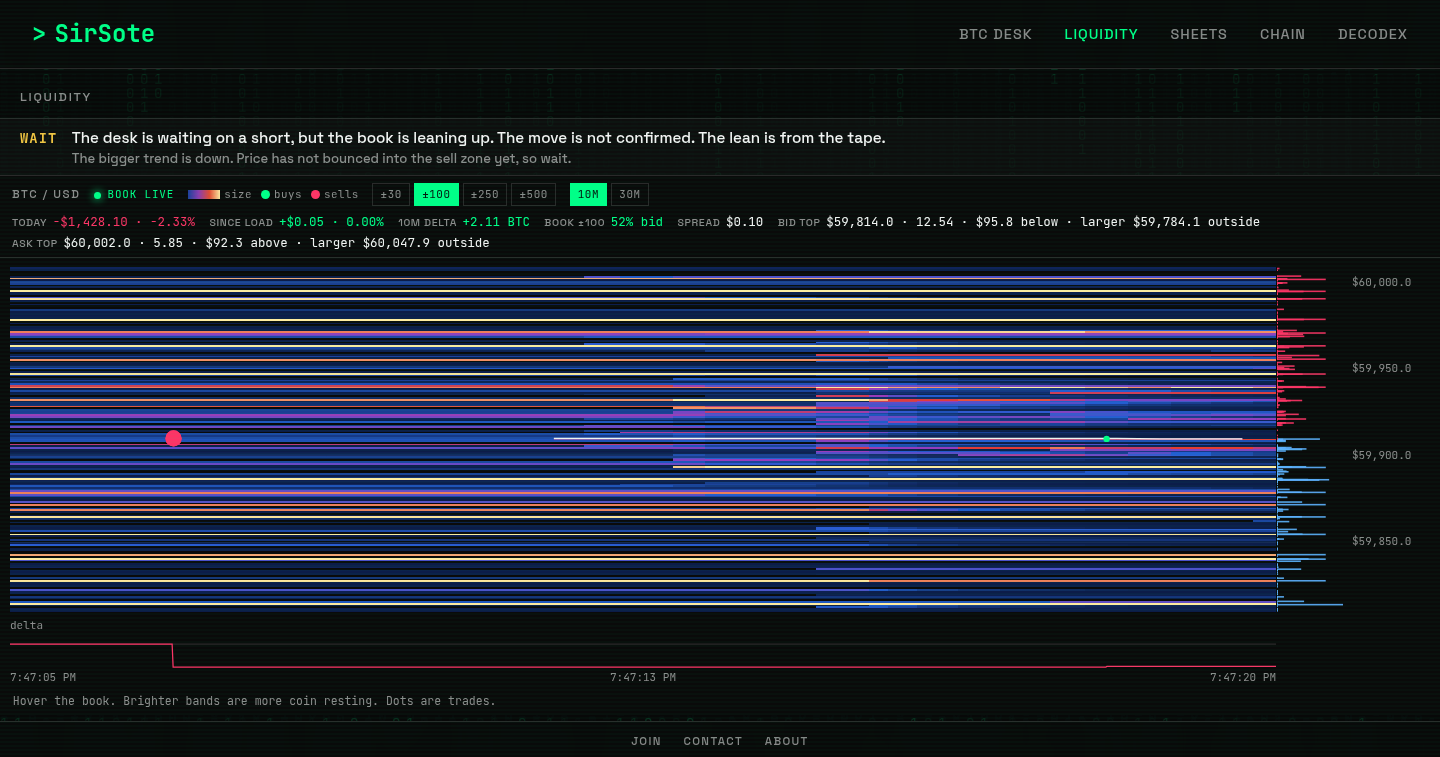 > SirSote
BTC DESK LIQUIDITY SHEETS CHAIN DECODEX
LIQUIDITY
WAIT The desk is waiting on a short, but the book is leaning up. The move is not confirmed. The lean is from the tape.
The bigger trend is down. Price has not bounced into the sell zone yet, so wait.
BTC / USD BOOK LIVE size buys sells ±30 ±100 ±250 ±500 10M 30M
TODAY -$1,428.10 · -2.33% SINCE LOAD +$0.05 · 0.00% 10M DELTA +2.11 BTC BOOK ±100 52% bid SPREAD $0.10 BID TOP $59,814.0 · 12.54 · $95.8 below · larger $59,784.1 outside
ASK TOP $60,002.0 · 5.85 · $92.3 above · larger $60,047.9 outside
$60,000.0
$59,950.0
$59,900.0
$59,850.0
delta
7:47:05 PM 7:47:13 PM 7:47:20 PM
Hover the book. Brighter bands are more coin resting. Dots are trades.
JOIN CONTACT ABOUT